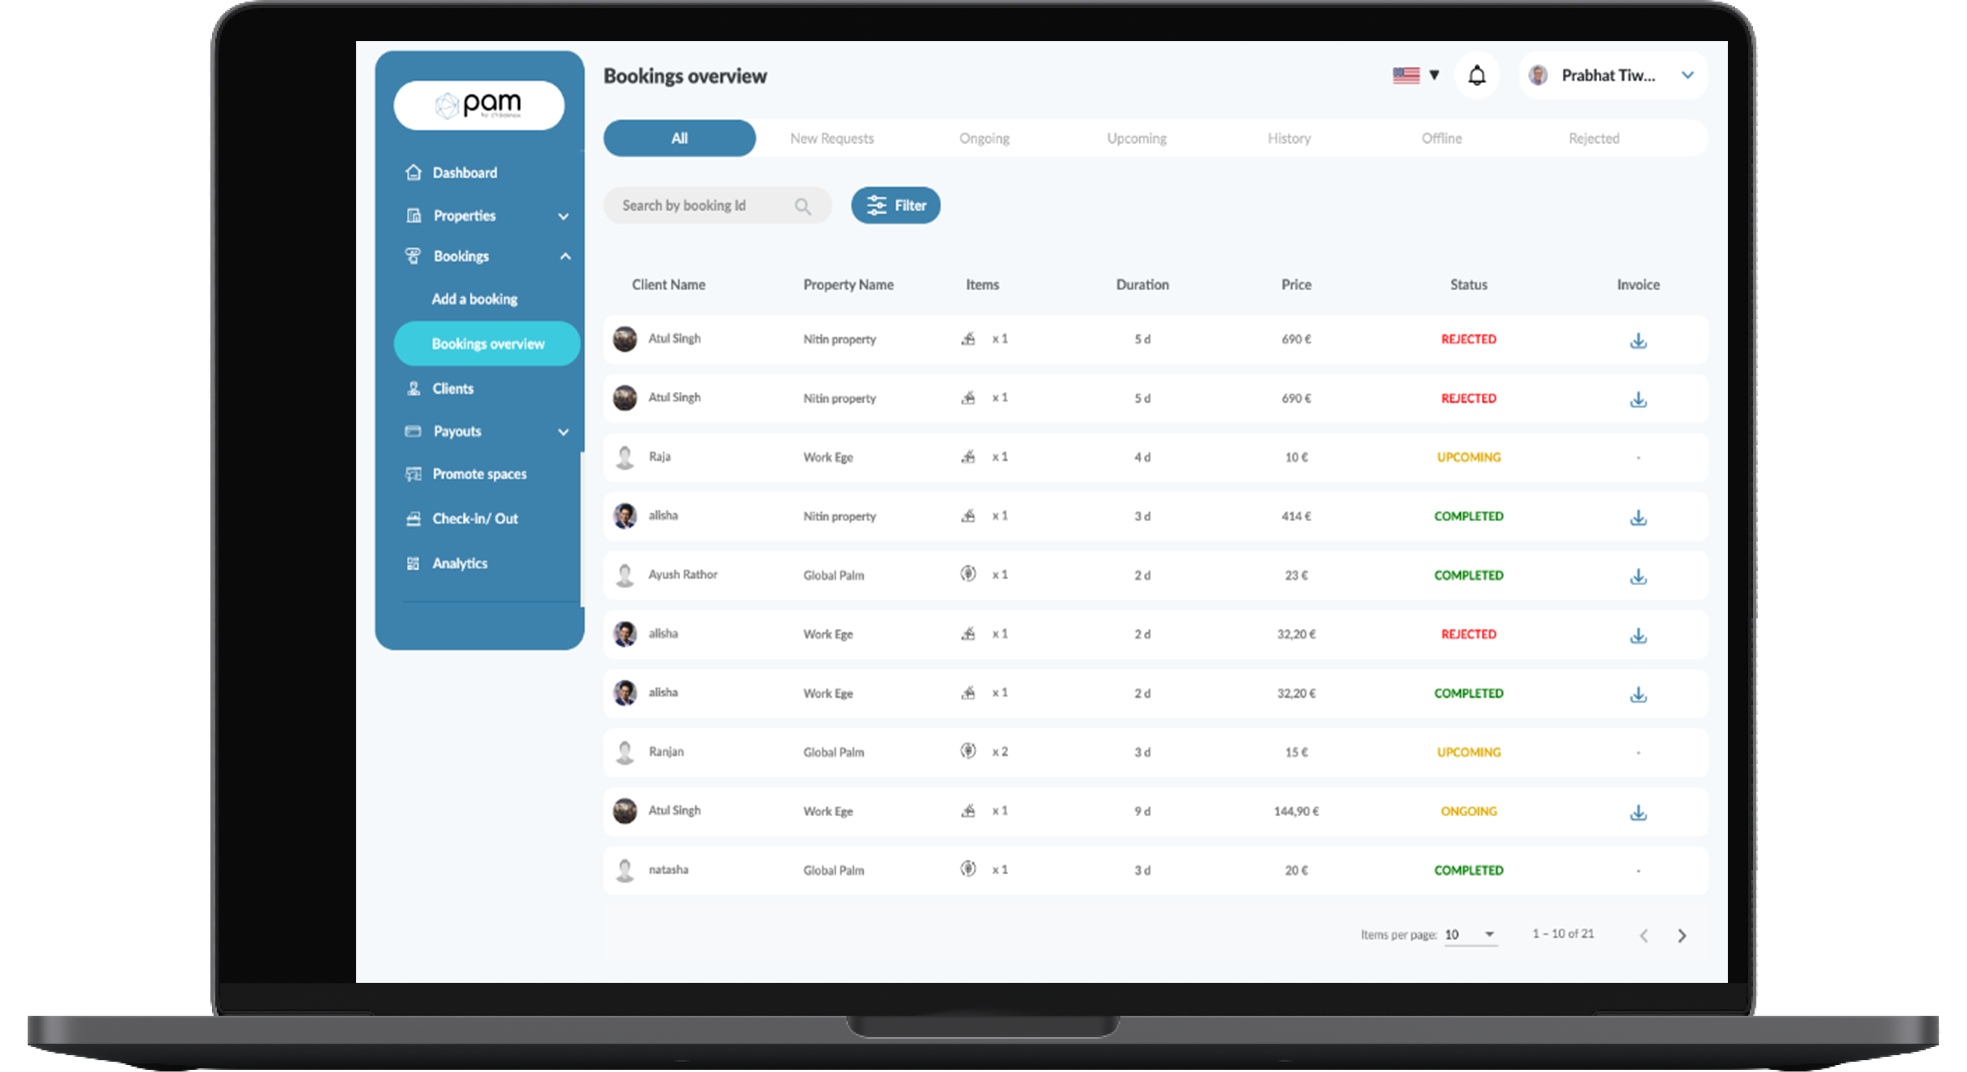 pam
Bookings overview
Prabhat Tiw...
All New Requests Ongoing Upcoming History Offline Rejected
Search by booking Id
Filter
Dashboard
Properties
Bookings
Add a booking
Bookings overview
Clients
Payouts
Promote spaces
Check-in/ Out
Analytics
Client Name Property Name Items Duration Price Status Invoice
Atul Singh Nitin property x 1 5 d 690 € REJECTED
Atul Singh Nitin property x 1 5 d 690 € REJECTED
Raja Work Ege x 1 4 d 10 € UPCOMING -
alisha Nitin property x 1 3 d 414 € COMPLETED
Ayush Rathor Global Palm x 1 2 d 23 € COMPLETED
alisha Work Ege x 1 2 d 32,20 € REJECTED
alisha Work Ege x 1 2 d 32,20 € COMPLETED
Ranjan Global Palm x 2 3 d 15 € UPCOMING -
Atul Singh Work Ege x 1 9 d 144,90 € ONGOING
natasha Global Palm x 1 3 d 20 € COMPLETED -
Items per page: 10 1 – 10 of 21